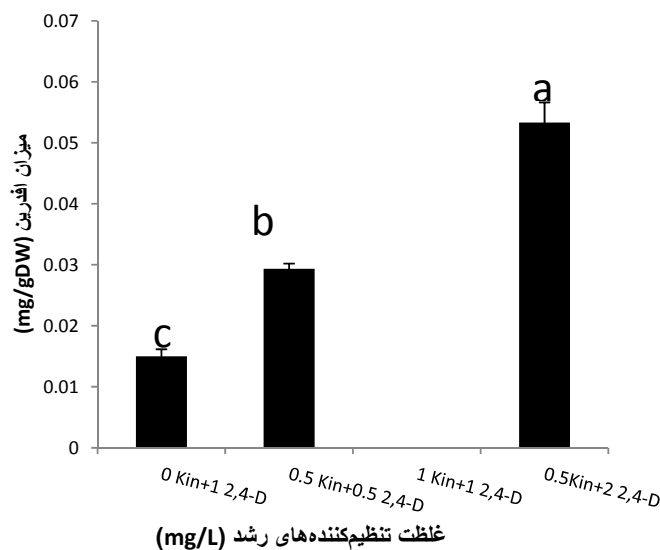 0.07
0.06
0.05
0.04
0.03
0.02
0.01
0
میزان افدرین (mg/gDW)
c
b
a
0 Kin+1 2,4-D
0.5 Kin+0.5 2,4-D
1 Kin+1 2,4-D
0.5Kin+2 2,4-D
غلظت تنظیم‌کننده‌های رشد (mg/L)